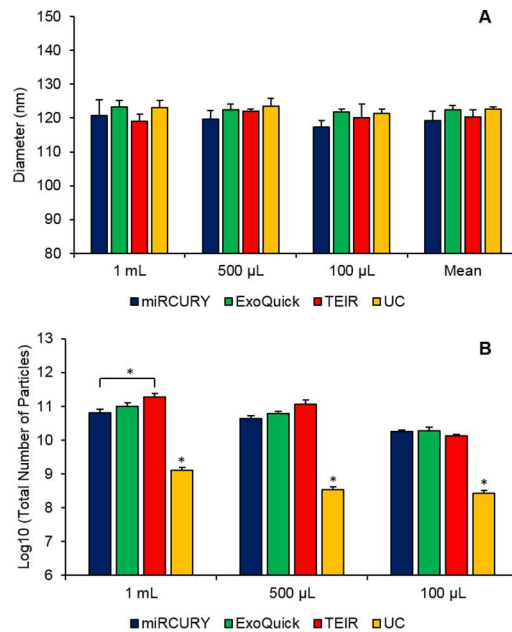 A
150
140
130
120
110
100
90
80
Diameter (nm)
1 mL 500 µL 100 µL Mean
miRCURY ExoQuick TEIR UC
B
13
12
11
10
9
8
7
6
Log10 (Total Number of Particles)
*
*
*
*
1 mL 500 µL 100 µL
miRCURY ExoQuick TEIR UC